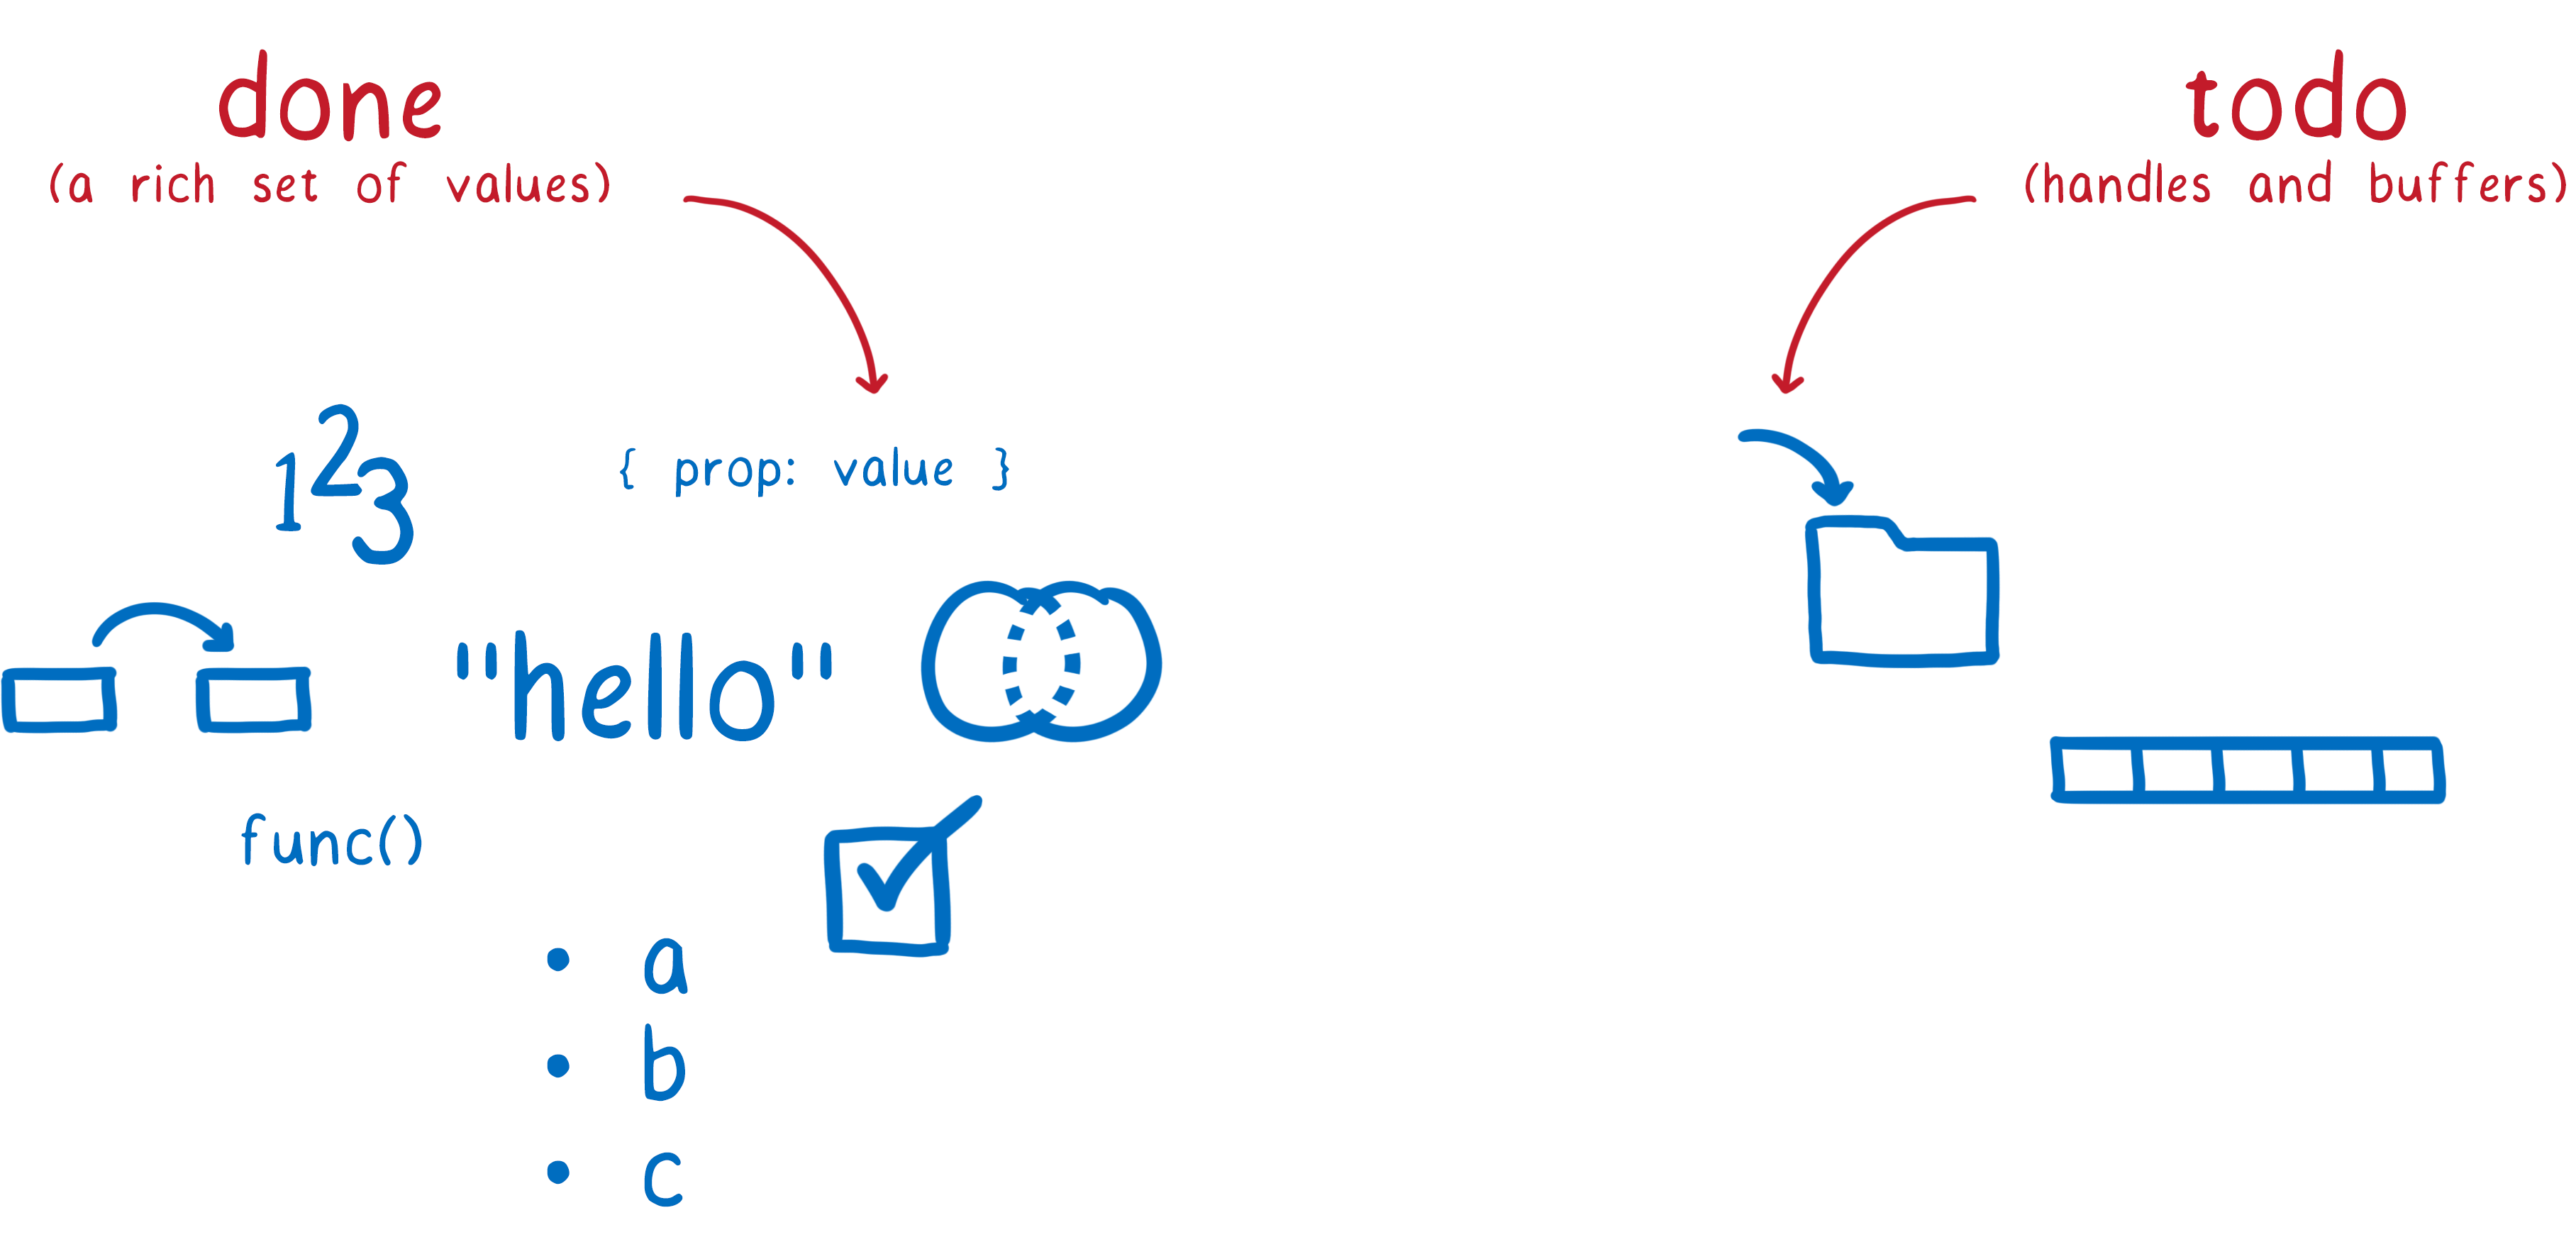 done
(a rich set of values)
todo
(handles and buffers)
123
{ prop: value }
"hello"
func()
• a
• b
• c